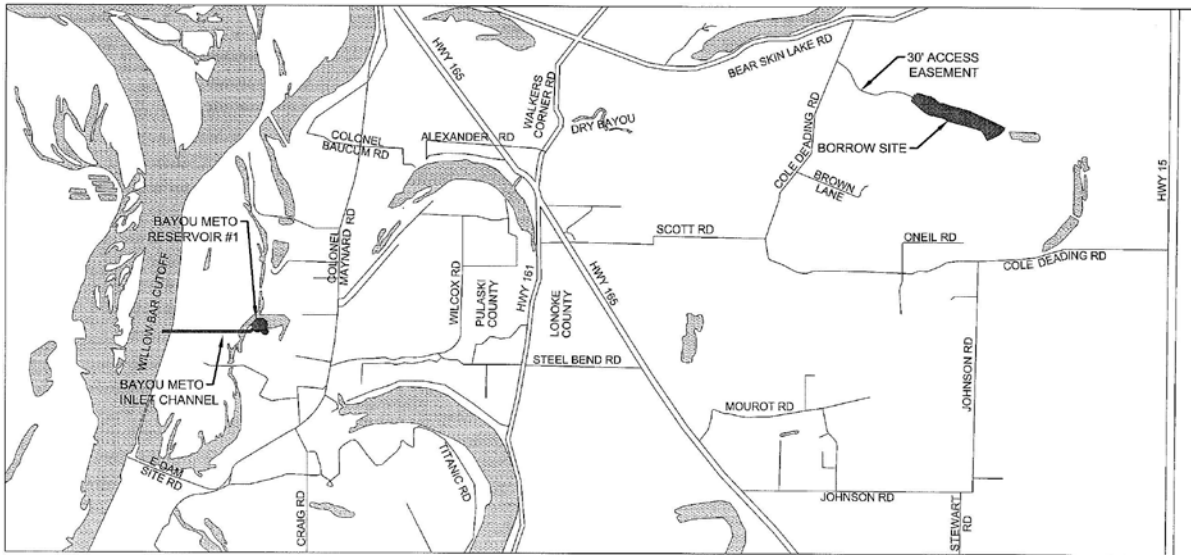 HWY 165
WALKERS
CORNER RD
BEAR SKIN LAKE RD
30' ACCESS
EASEMENT
BORROW SITE
COLONEL
BAUCUM RD
ALEXANDER RD
DRY BAYOU
COLE DEADING RD
BROWN
LANE
HWY 15
BAYOU METO
RESERVOIR #1
COLONEL
MAYNARD RD
SCOTT RD
ONEIL RD
COLE DEADING RD
WILLOW BAR CUTOFF
WILCOX RD
PULASKI
COUNTY
HWY 161
LONOKE
COUNTY
HWY 165
STEEL BEND RD
BAYOU METO
INLET CHANNEL
JOHNSON RD
MOUROT RD
E DAM
SITE RD
CRAIG RD
TITANIC RD
JOHNSON RD
STEWART
RD